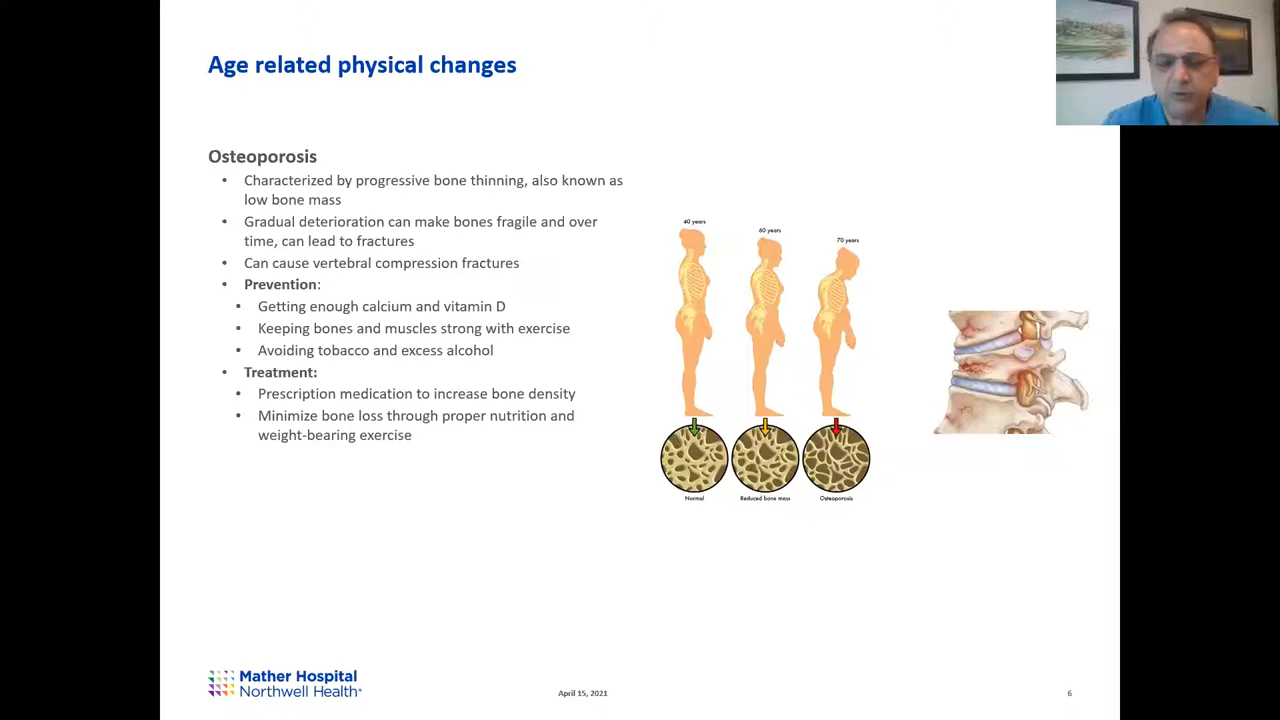 Age related physical changes
Osteoporosis
• Characterized by progressive bone thinning, also known as
low bone mass
• Gradual deterioration can make bones fragile and over
time, can lead to fractures
• Can cause vertebral compression fractures
• Prevention:
• Getting enough calcium and vitamin D
• Keeping bones and muscles strong with exercise
• Avoiding tobacco and excess alcohol
• Treatment:
• Prescription medication to increase bone density
• Minimize bone loss through proper nutrition and
weight-bearing exercise
40 years
60 years
70 years
Normal
Reduced bone mass
Osteoporosis
Mather Hospital
Northwell Health®
April 15, 2021
6